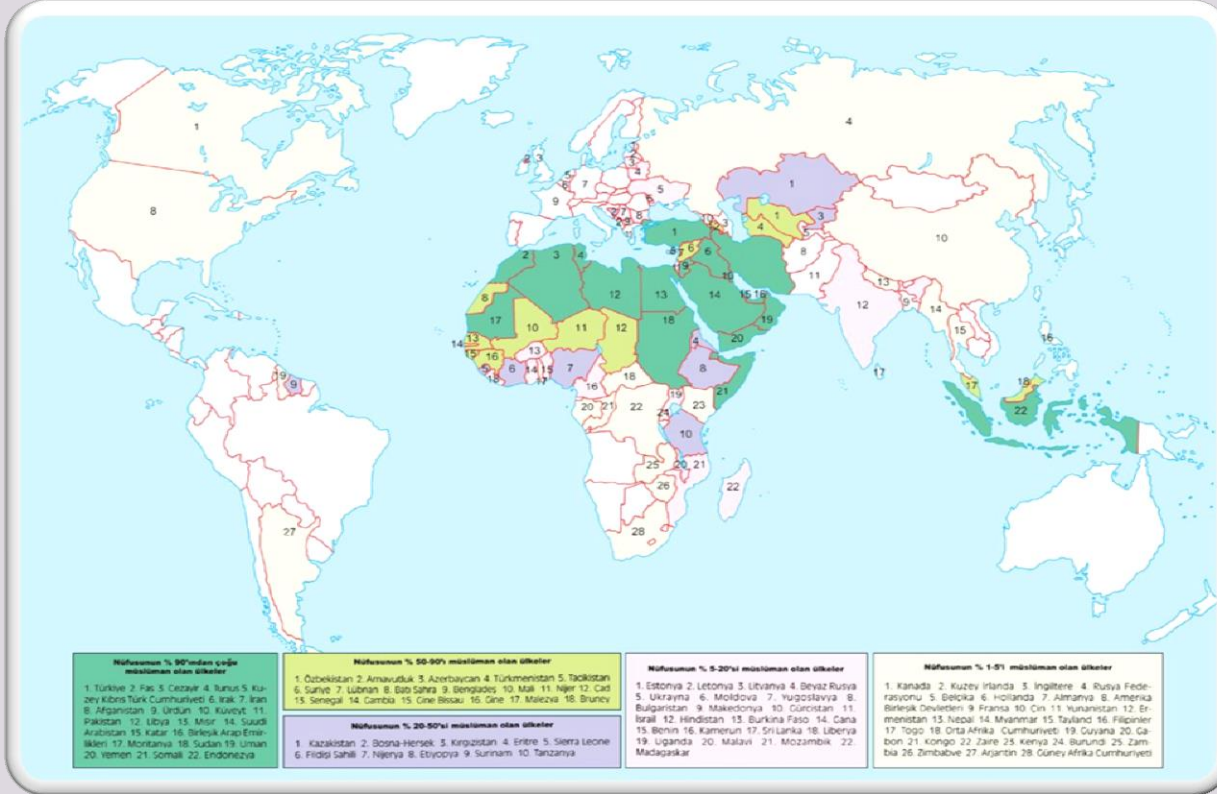 Nüfusunun % 90'ından çoğu
müslüman olan ülkeler
1. Türkiye 2. Fas 3. Cezayir 4. Tunus 5. Ku-
zey Kıbrıs Türk Cumhuriyeti 6. Irak 7. İran
8. Afganistan 9. Ürdün 10. Kuveyt 11.
Pakistan 12. Libya 13. Mısır 14. Suudi
Arabistan 15. Katar 16. Birleşik Arap Emir-
likleri 17. Moritanya 18. Sudan 19. Uman
20. Yemen 21. Somali 22. Endonezya
Nüfusunun % 50-90'ı müslüman olan ülkeler
1. Özbekistan 2. Arnavutluk 3. Azerbaycan 4. Türkmenistan 5. Tacikistan
6. Suriye 7. Lübnan 8. Batı Sahra 9. Bengladeş 10. Mali 11. Nijer 12. Çad
13. Senegal 14. Gambia 15. Gine Bissau 16. Gine 17. Malezya 18. Bruney
Nüfusunun % 20-50'si müslüman olan ülkeler
1. Kazakistan 2. Bosna-Hersek 3. Kırgızistan 4. Eritre 5. Sierra Leone
6. Fildişi Sahili 7. Nijerya 8. Etiyopya 9. Surinam 10. Tanzanya
Nüfusunun % 5-20'si müslüman olan ülkeler
1. Estonya 2. Letonya 3. Litvanya 4. Beyaz Rusya
5. Ukrayna 6. Moldova 7. Yugoslavya 8.
Bulgaristan 9. Makedonya 10. Gürcistan 11.
İsrail 12. Hindistan 13. Burkina Faso 14. Gana
15. Benin 16. Kamerun 17. Sri Lanka 18. Liberya
19. Uganda 20. Malavi 21. Mozambik 22.
Madagaskar
Nüfusunun % 1-5'i müslüman olan ülkeler
1. Kanada 2. Kuzey İrlanda 3. İngiltere 4. Rusya Fede-
rasyonu 5. Belçika 6. Hollanda 7. Almanya 8. Amerika
Birleşik Devletleri 9. Fransa 10. Çin 11. Yunanistan 12. Er-
menistan 13. Nepal 14. Myanmar 15. Tayland 16. Filipinler
17. Togo 18. Orta Afrika Cumhuriyeti 19. Guyana 20. Ga-
bon 21. Kongo 22. Zaire 23. Kenya 24. Burundi 25. Zam-
bia 26. Zimbabve 27. Arjantin 28. Güney Afrika Cumhuriyeti